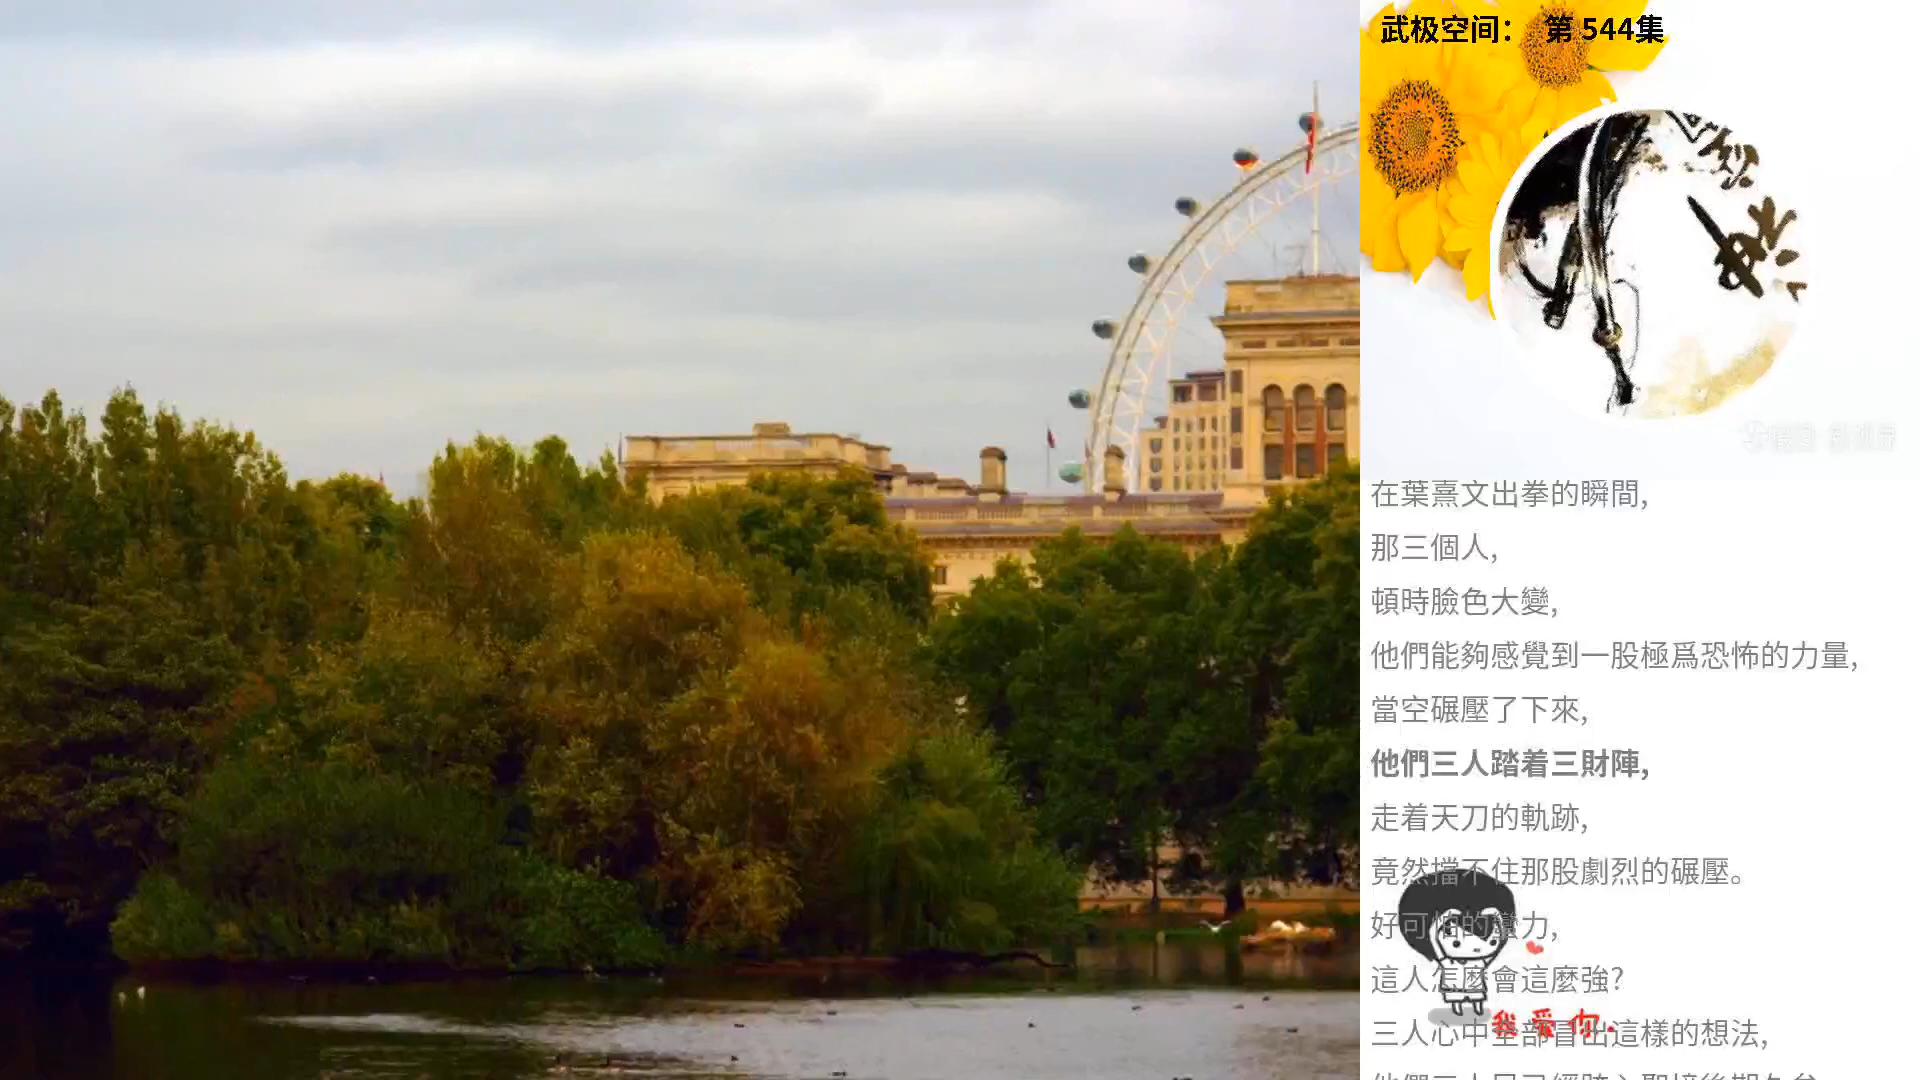 武极空间： 第 544集
在葉熹文出拳的瞬間,
那三個人,
頓時臉色大變,
他們能夠感覺到一股極爲恐怖的力量,
當空碾壓了下來,
他們三人踏着三財陣,
走着天刀的軌跡,
竟然擋不住那股劇烈的碾壓。
好可怕的蠻力,
這人怎麼會這麼強?
我愛你.
三人心中全部冒出這樣的想法,